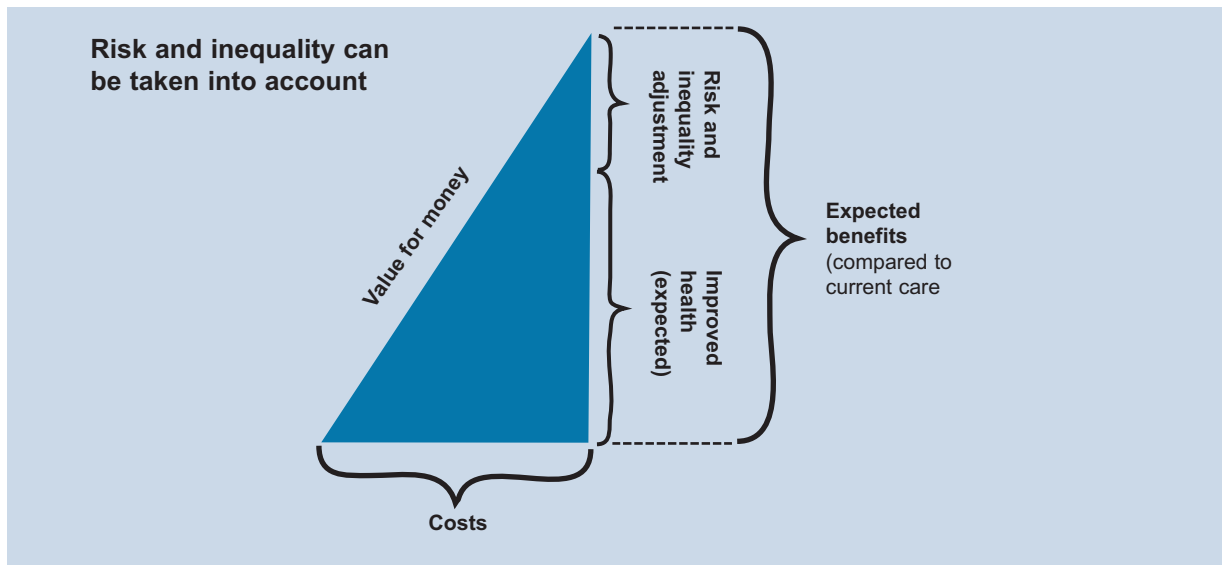 Risk and inequality can
be taken into account
Value for money
Risk and
inequality
adjustment
Improved
health
(expected)
Expected
benefits
(compared to
current care
Costs